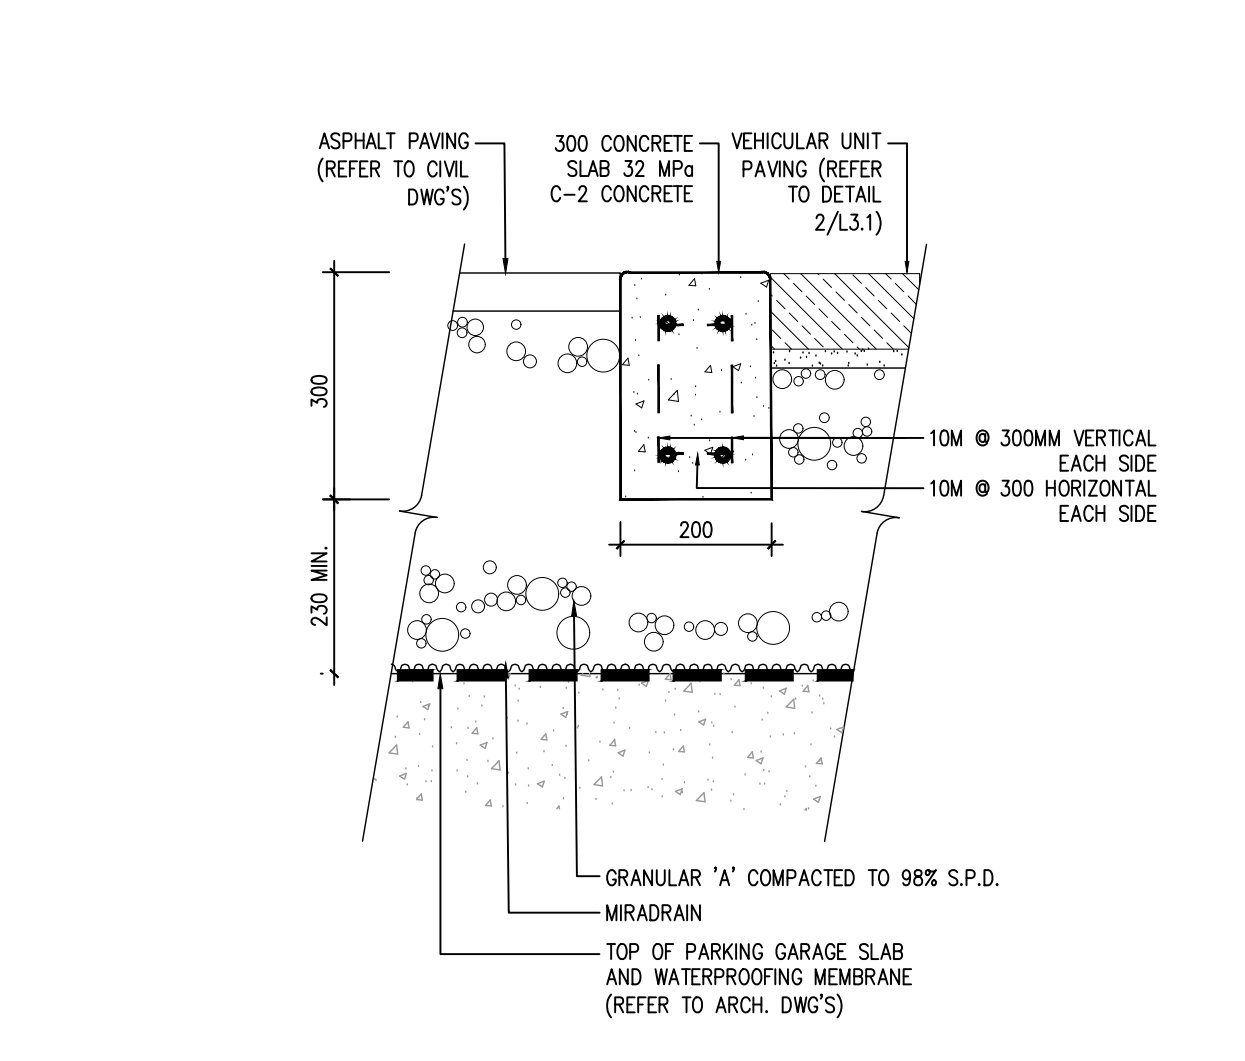 ASPHALT PAVING
(REFER TO CIVIL
DWG'S)
300 CONCRETE
SLAB 32 MPa
C-2 CONCRETE
VEHICULAR UNIT
PAVING (REFER
TO DETAIL
2/L3.1)
300
10M @ 300MM VERTICAL
EACH SIDE
10M @ 300 HORIZONTAL
EACH SIDE
200
230 MIN.
GRANULAR 'A' COMPACTED TO 98% S.P.D.
MIRADRAIN
TOP OF PARKING GARAGE SLAB
AND WATERPROOFING MEMBRANE
(REFER TO ARCH. DWG'S)